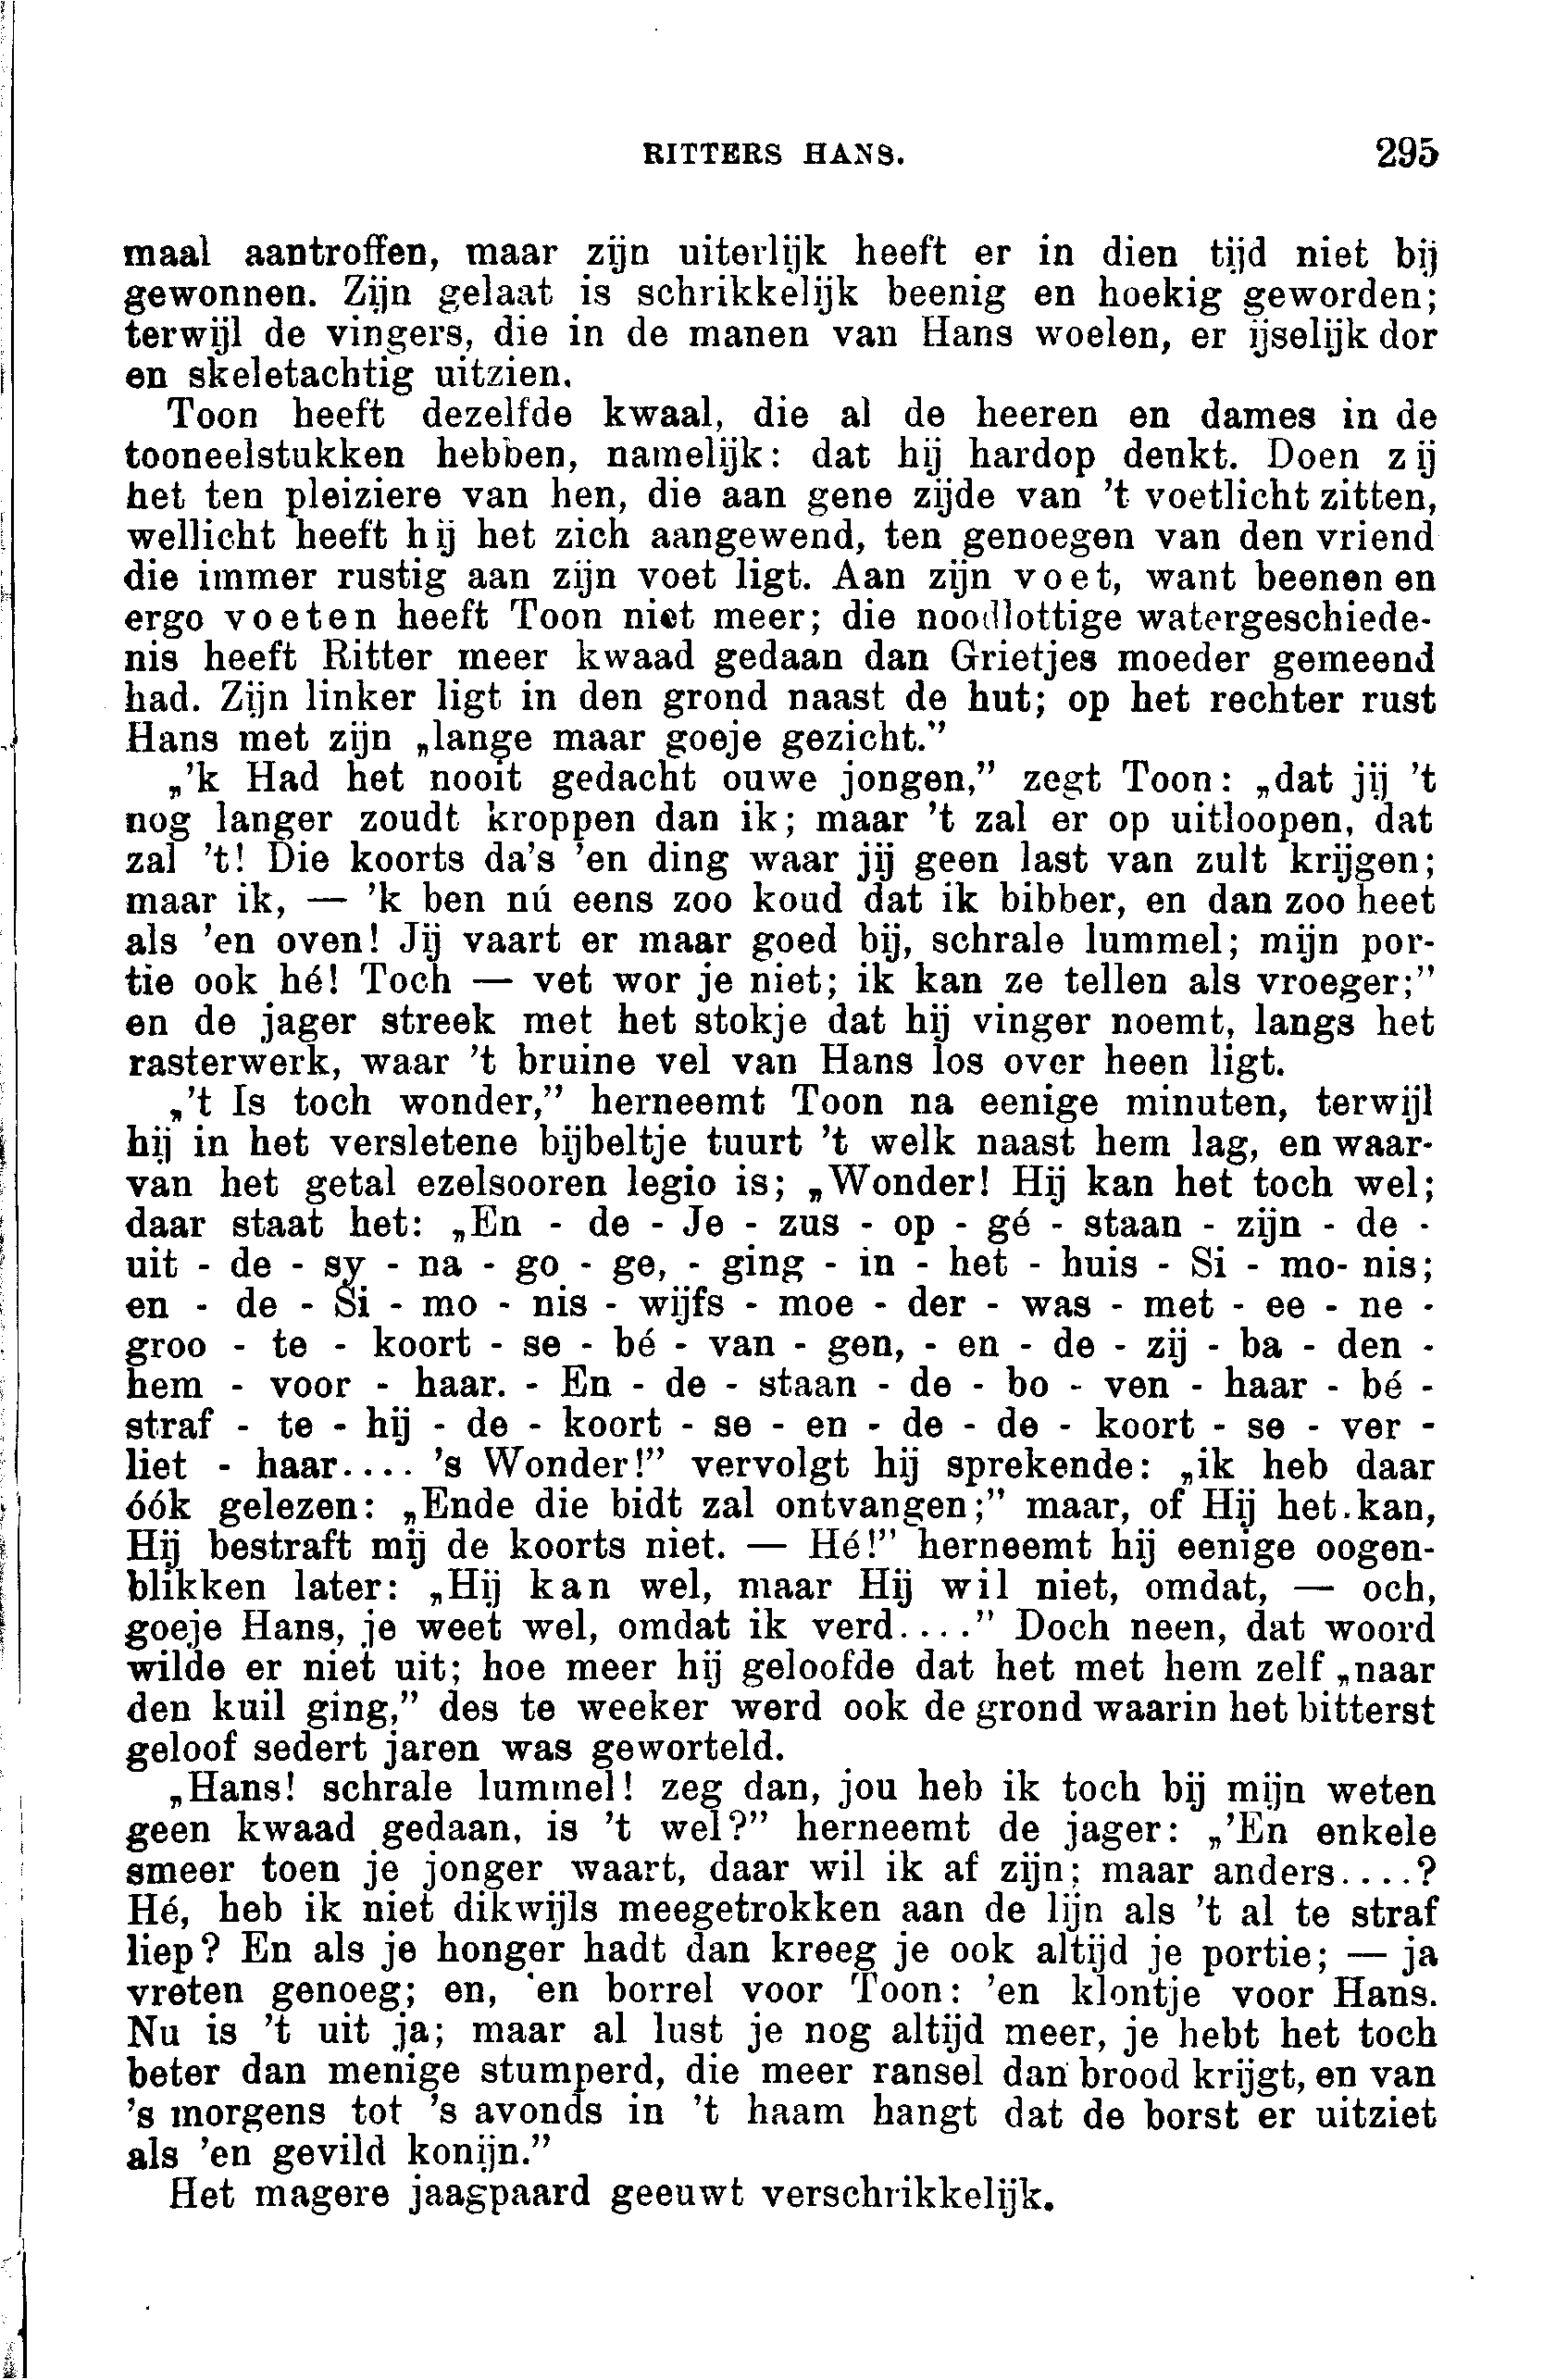 RITTERS HANS. 295
maal aantroffen, maar zijn uiterlijk heeft er in dien tijd niet bij
gewonnen. Zijn gelaat is schrikkelijk beenig en hoekig geworden;
terwijl de vingers, die in de manen van Hans woelen, er ijselijk dor
en skeletachtig uitzien.
Toon heeft dezelfde kwaal, die al de heeren en dames in de
tooneelstukken hebben, namelijk: dat hij hardop denkt. Doen zij
het ten pleiziere van hen, die aan gene zijde van 't voetlicht zitten,
wellicht heeft hij het zich aangewend, ten genoegen van den vriend
die immer rustig aan zijn voet ligt. Aan zijn voet, want beenen en
ergo voeten heeft Toon niet meer; die noodlottige watergeschiede-
nis heeft Ritter meer kwaad gedaan dan Grietjes moeder gemeend
had. Zijn linker ligt in den grond naast de hut; op het rechter rust
Hans met zijn „lange maar goeje gezicht.”
„'k Had het nooit gedacht ouwe jongen,” zegt Toon: „dat jij 't
nog langer zoudt kroppen dan ik; maar 't zal er op uitloopen, dat
zal 't! Die koorts da's 'en ding waar jij geen last van zult krijgen;
maar ik, — 'k ben nú eens zoo koud dat ik bibber, en dan zoo heet
als 'en oven! Jij vaart er maar goed bij, schrale lummel; mijn por-
tie ook hé! Toch — vet wor je niet; ik kan ze tellen als vroeger;”
en de jager streek met het stokje dat hij vinger noemt, langs het
rasterwerk, waar 't bruine vel van Hans los over heen ligt.
„'t Is toch wonder,” herneemt Toon na eenige minuten, terwijl
hij in het versletene bijbeltje tuurt 't welk naast hem lag, en waar-
van het getal ezelsooren legio is; „Wonder! Hij kan het toch wel;
daar staat het: „En - de - Je - zus - op - gé - staan - zijn - de -
uit - de - sy - na - go - ge, - ging - in - het - huis - Si - mo- nis;
en - de - Si - mo - nis - wijfs - moe - der - was - met - ee - ne -
groo - te - koort - se - bé - van - gen, - en - de - zij - ba - den -
hem - voor - haar. - En - de - staan - de - bo - ven - haar - bé -
straf - te - hij - de - koort - se - en - de - de - koort - se - ver -
liet - haar.... 's Wonder!” vervolgt hij sprekende: „ik heb daar
óók gelezen: „Ende die bidt zal ontvangen;” maar, of Hij het.kan,
Hij bestraft mij de koorts niet. — Hé!” herneemt hij eenige oogen-
blikken later: „Hij kan wel, maar Hij wil niet, omdat, — och,
goeje Hans, je weet wel, omdat ik verd....” Doch neen, dat woord
wilde er niet uit; hoe meer hij geloofde dat het met hem zelf „naar
den kuil ging,” des te weeker werd ook de grond waarin het bitterst
geloof sedert jaren was geworteld.
„Hans! schrale lummel! zeg dan, jou heb ik toch bij mijn weten
geen kwaad gedaan, is 't wel?” herneemt de jager: „'En enkele
smeer toen je jonger waart, daar wil ik af zijn; maar anders....?
Hé, heb ik niet dikwijls meegetrokken aan de lijn als 't al te straf
liep? En als je honger hadt dan kreeg je ook altijd je portie; — ja
vreten genoeg; en, 'en borrel voor Toon: 'en klontje voor Hans.
Nu is 't uit ja; maar al lust je nog altijd meer, je hebt het toch
beter dan menige stumperd, die meer ransel dan brood krijgt, en van
's morgens tot 's avonds in 't haam hangt dat de borst er uitziet
als 'en gevild konijn.”
Het magere jaagpaard geeuwt verschrikkelijk.